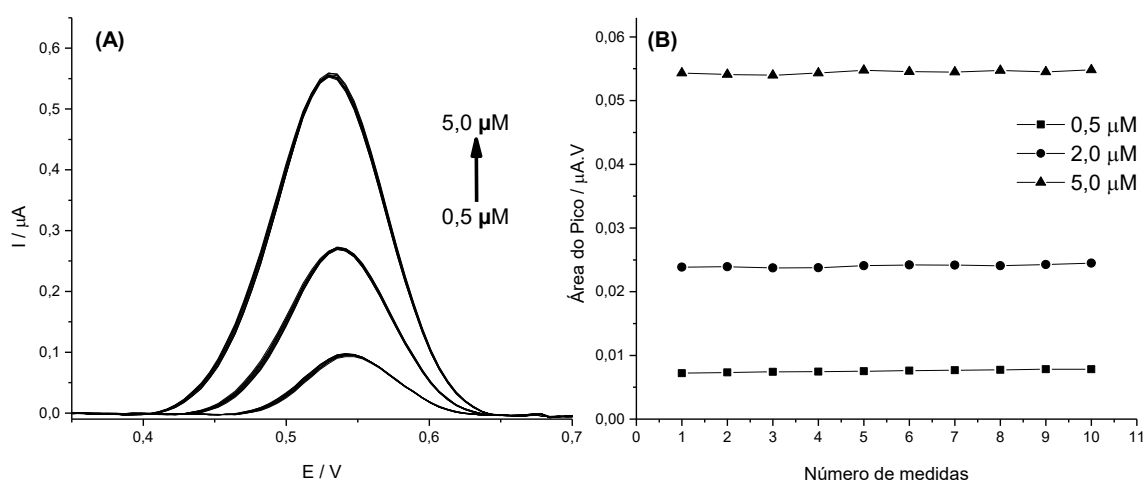 (A)
0,6
0,5
0,4
0,3
0,2
0,1
0,0
I / µA
5,0 µM
0,5 µM
0,4
0,5
0,6
0,7
E / V
(B)
0,06
0,05
0,04
0,03
0,02
0,01
0,00
Área do Pico / µA.V
0,5 µM
2,0 µM
5,0 µM
0 1 2 3 4 5 6 7 8 9 10 11
Número de medidas